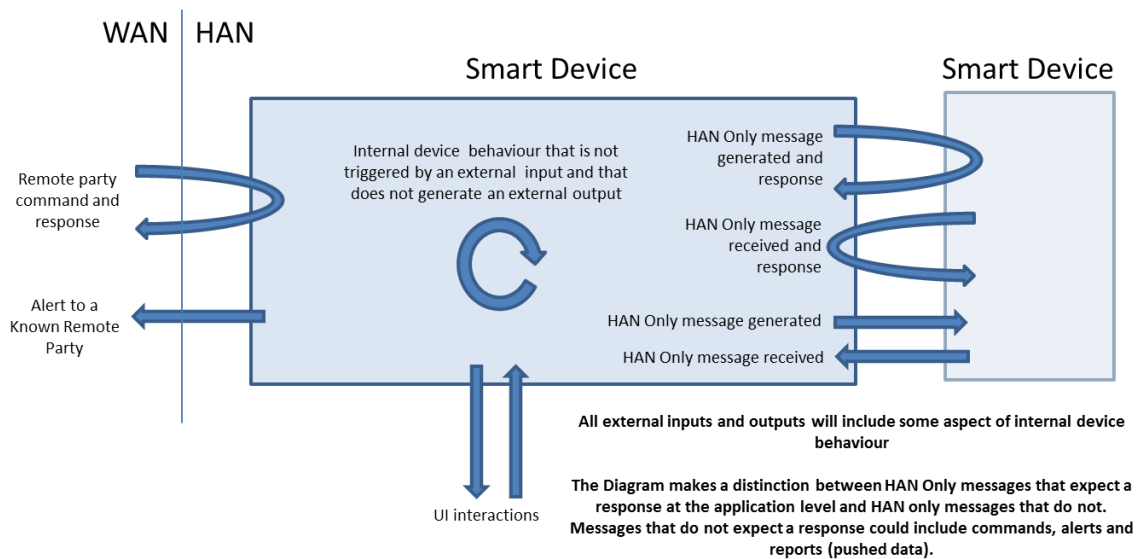 WAN HAN
Smart Device
Smart Device
Remote party
command and
response
Alert to a
Known Remote
Party
Internal device behaviour that is not
triggered by an external input and that
does not generate an external output
HAN Only message
generated and
response
HAN Only message
received and
response
HAN Only message generated
HAN Only message received
UI interactions
All external inputs and outputs will include some aspect of internal device
behaviour
The Diagram makes a distinction between HAN Only messages that expect a
response at the application level and HAN only messages that do not.
Messages that do not expect a response could include commands, alerts and
reports (pushed data).